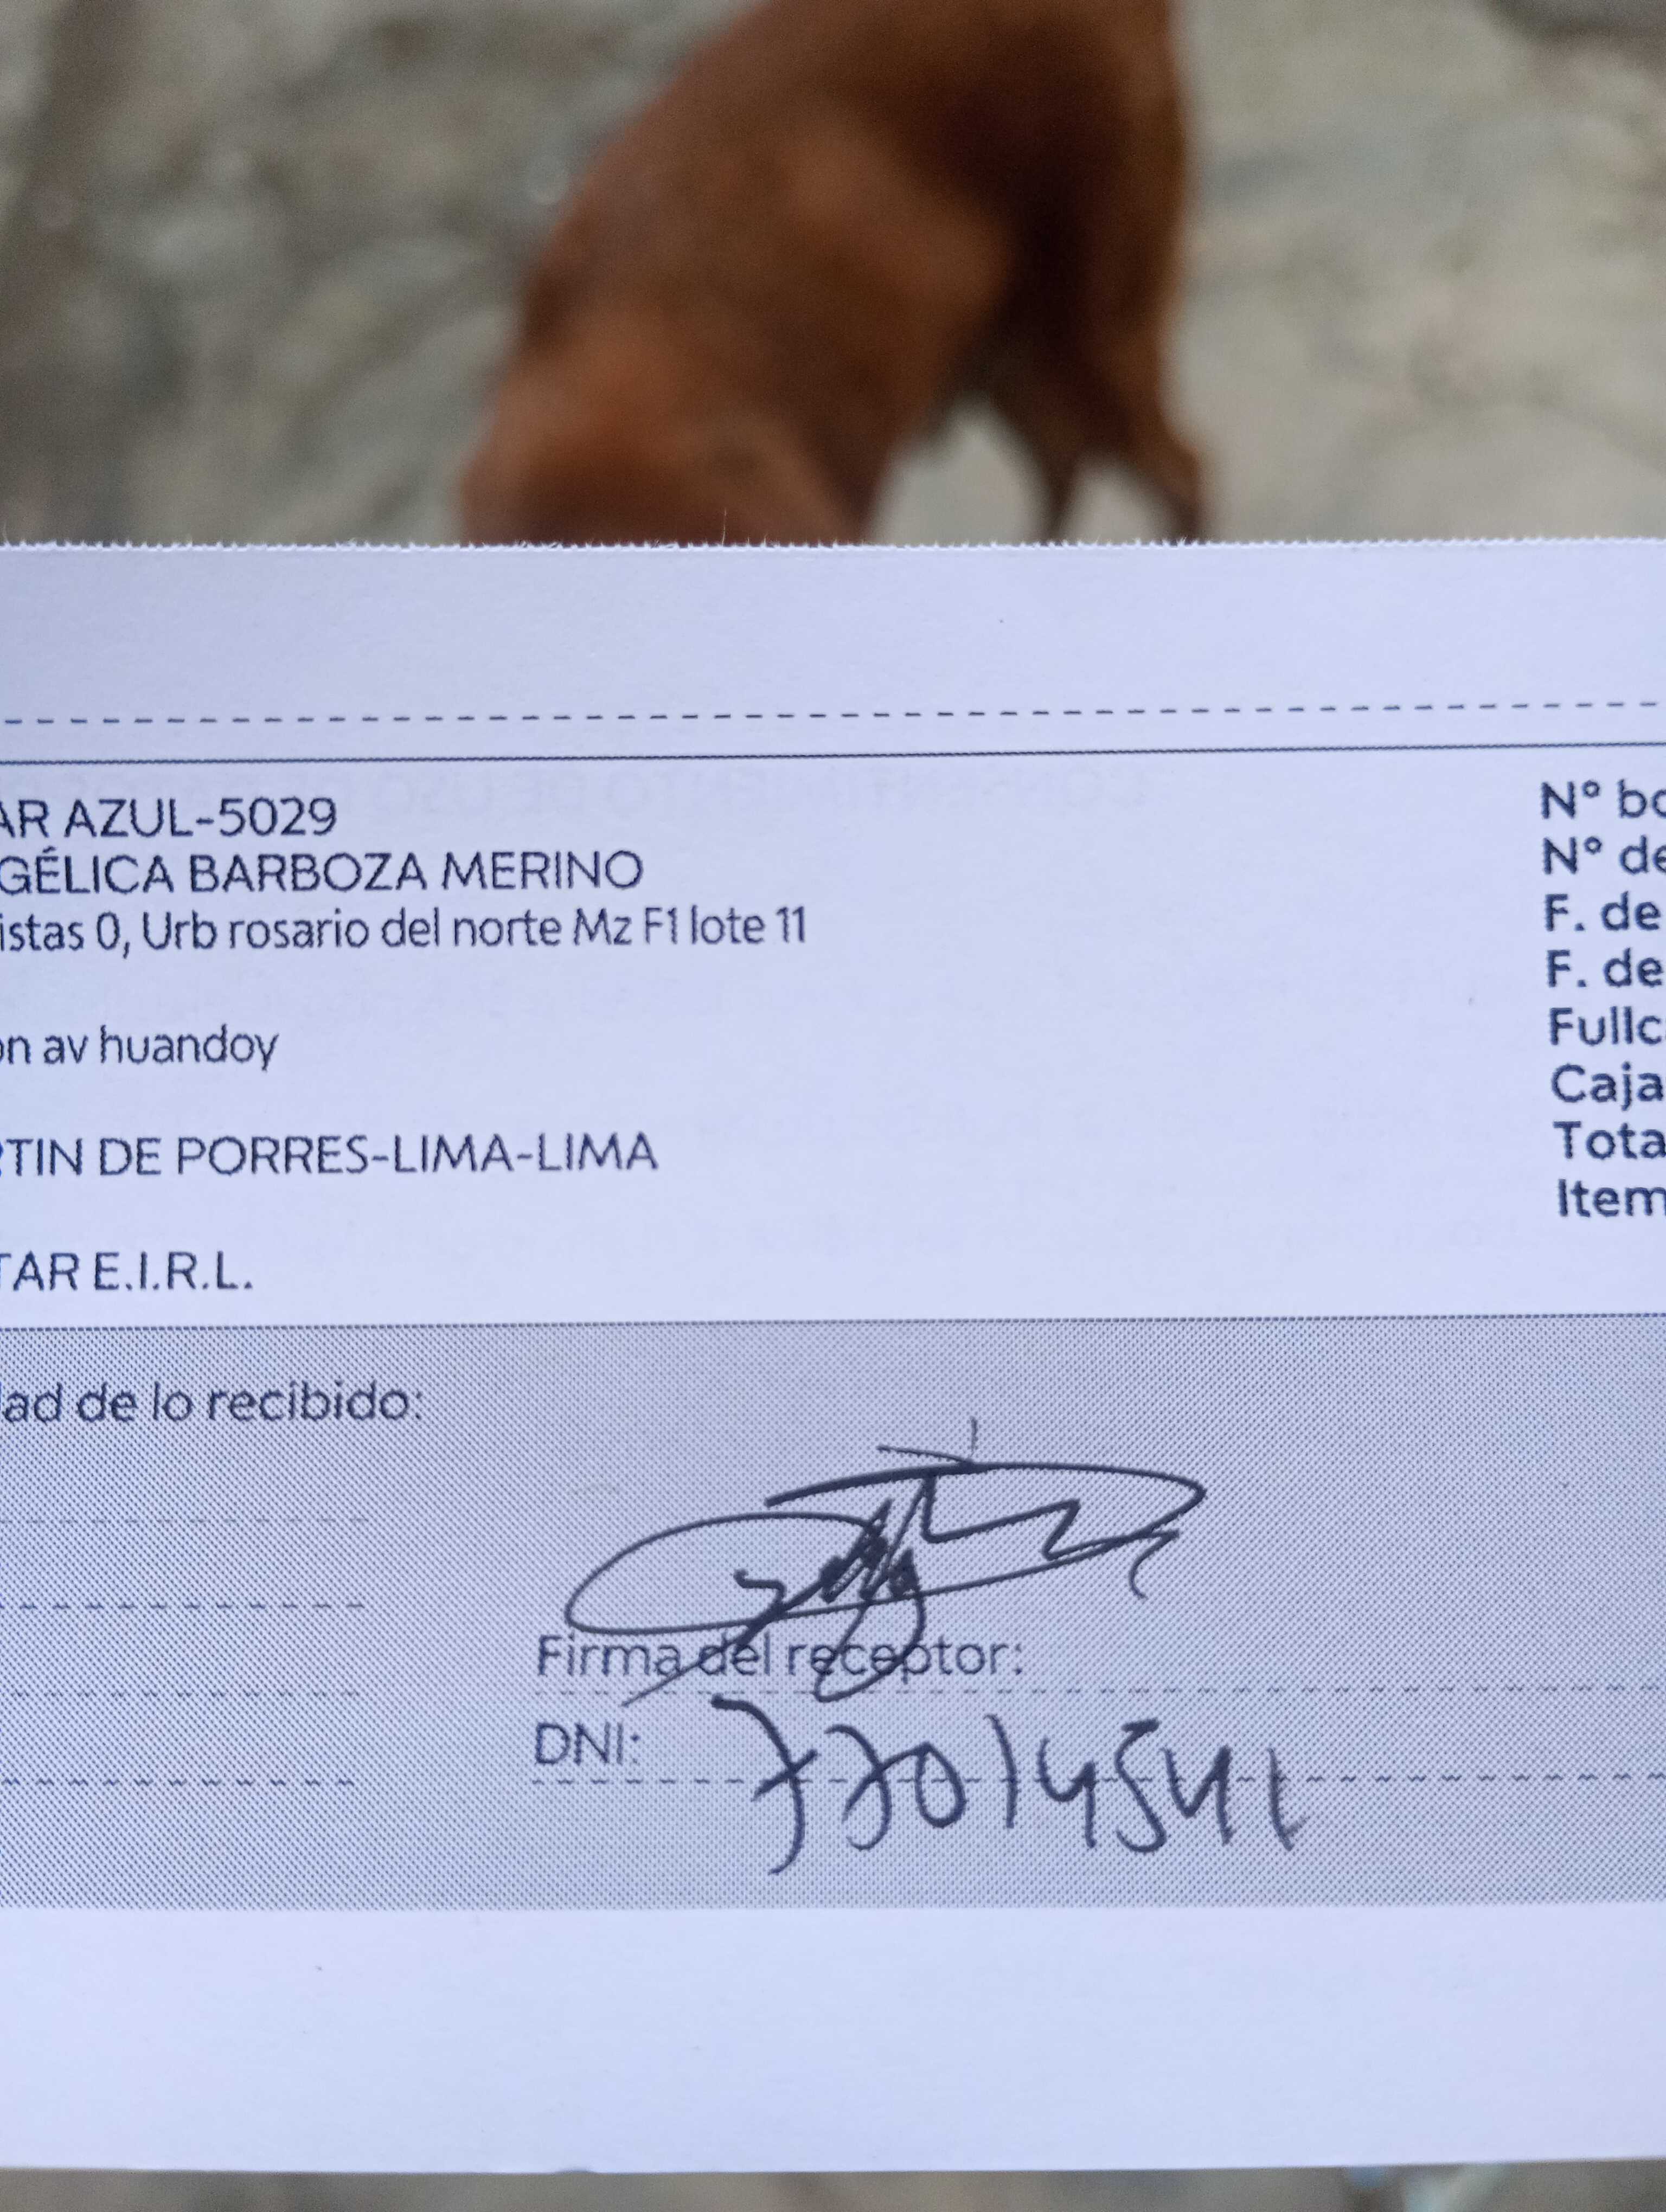 AR AZUL-5029
GÉLICA BARBOZA MERINO
istas 0, Urb rosario del norte Mz F1 lote 11
on av huandoy
RTIN DE PORRES-LIMA-LIMA
TAR E.I.R.L.
N° bo
N° de
F. de
F. de
Fullc
Caja
Tota
Item
dad de lo recibido:
Firma del receptor:
DNI: 77014541